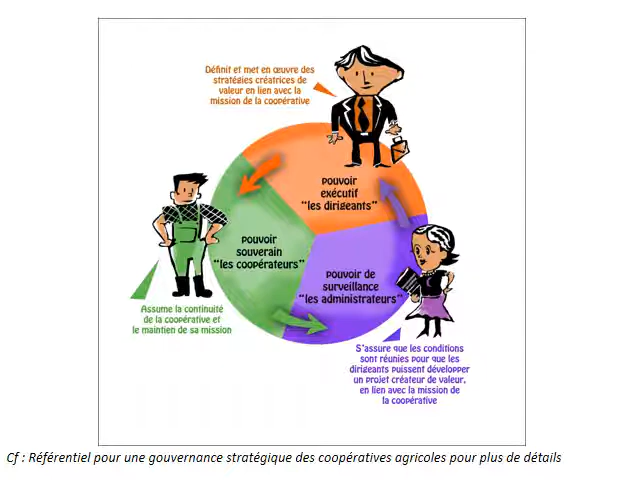 Définit et met en œuvre des
stratégies créatrices de
valeur en lien avec la
mission de la coopérative
pouvoir
exécutif
"les dirigeants"
pouvoir
souverain
"les coopérateurs"
pouvoir de
surveillance
"les administrateurs"
Assume la continuité
de la coopérative et
le maintien de sa mission
S'assure que les conditions
sont réunies pour que les
dirigeants puissent développer
un projet créateur de valeur,
en lien avec la mission de
la coopérative
Cf : Référentiel pour une gouvernance stratégique des coopératives agricoles pour plus de détails